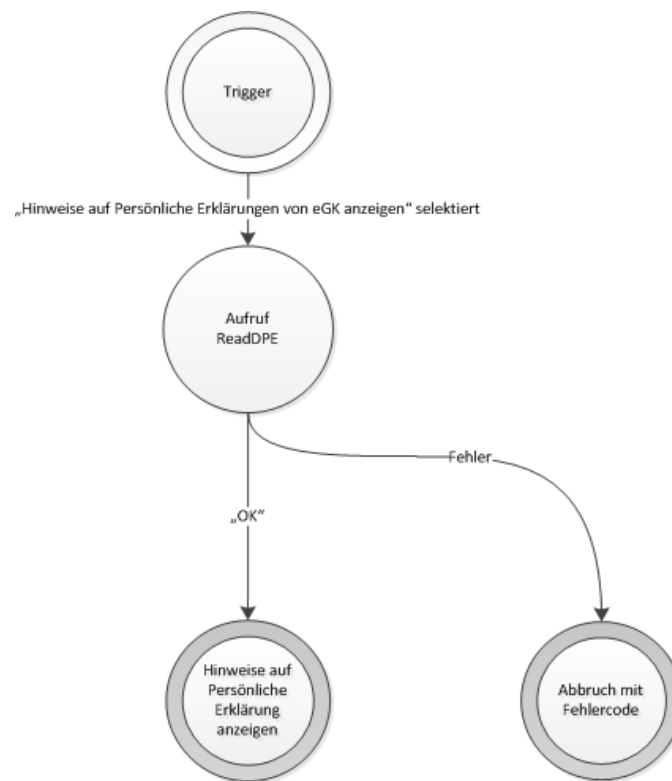 Trigger
„Hinweise auf Persönliche Erklärungen von eGK anzeigen“ selektiert
Aufruf
ReadDPE
Fehler
„OK“
Hinweise auf
Persönliche
Erklärung
anzeigen
Abbruch mit
Fehlercode